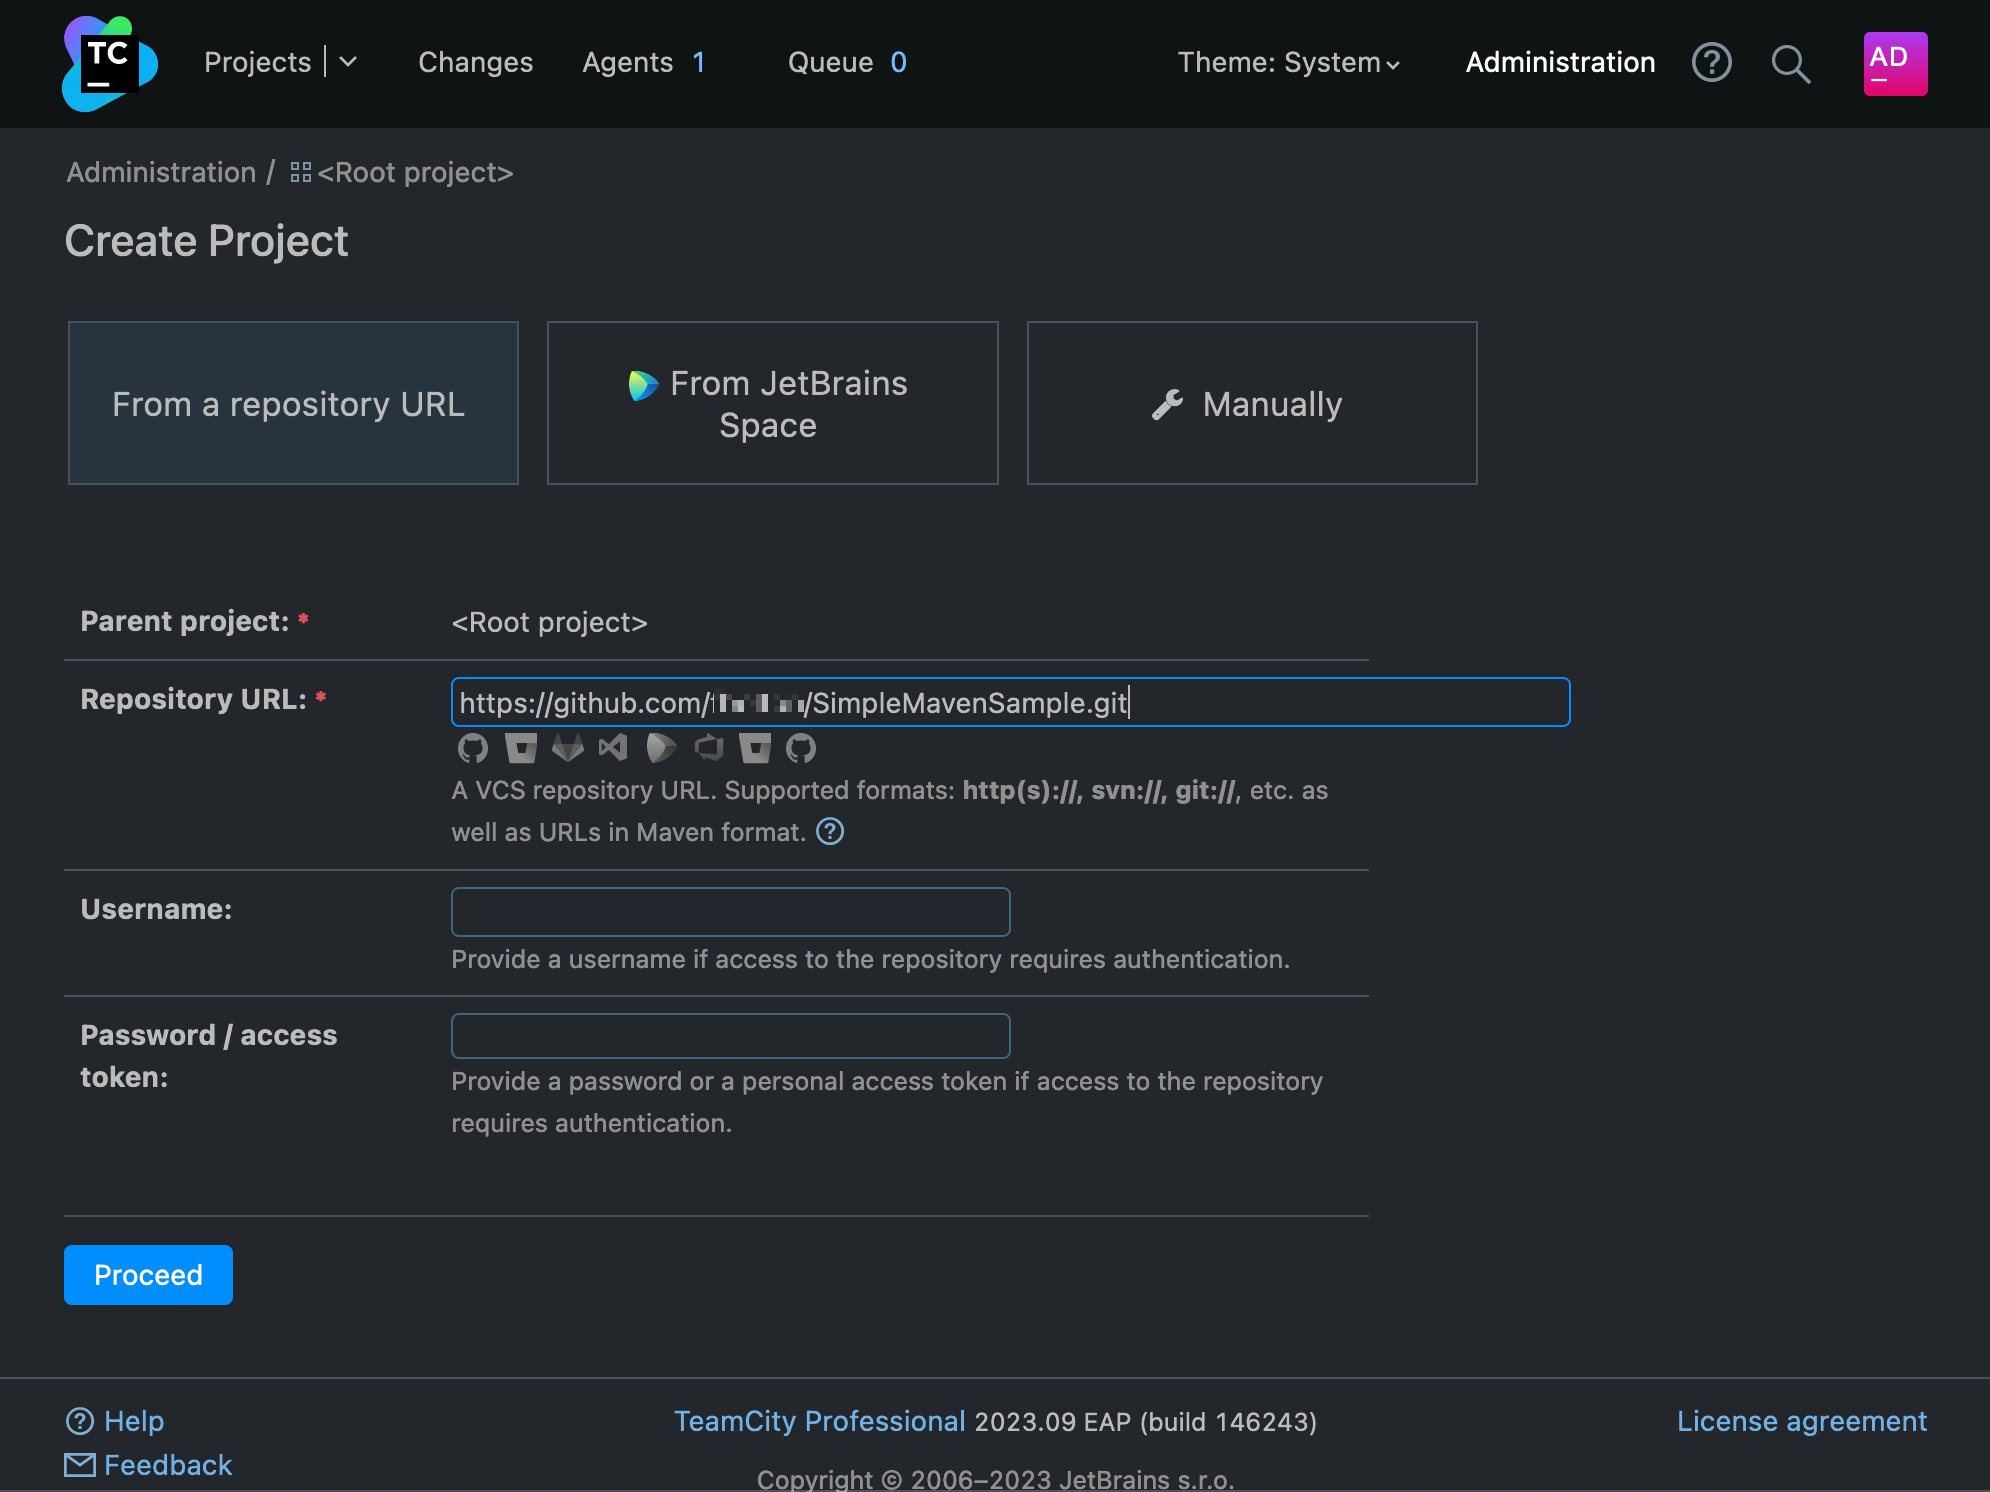 TC
Projects
Changes
Agents 1
Queue 0
Theme: System
Administration
AD
Administration / <Root project>
Create Project
From a repository URL
From JetBrains
Space
Manually
Parent project: *
<Root project>
Repository URL: *
https://github.com/ /SimpleMavenSample.git
A VCS repository URL. Supported formats: http(s)://, svn://, git://, etc. as
well as URLs in Maven format.
Username:
Provide a username if access to the repository requires authentication.
Password / access
token:
Provide a password or a personal access token if access to the repository
requires authentication.
Proceed
Help
TeamCity Professional 2023.09 EAP (build 146243)
License agreement
Feedback
Copyright © 2006–2023 JetBrains s.r.o.